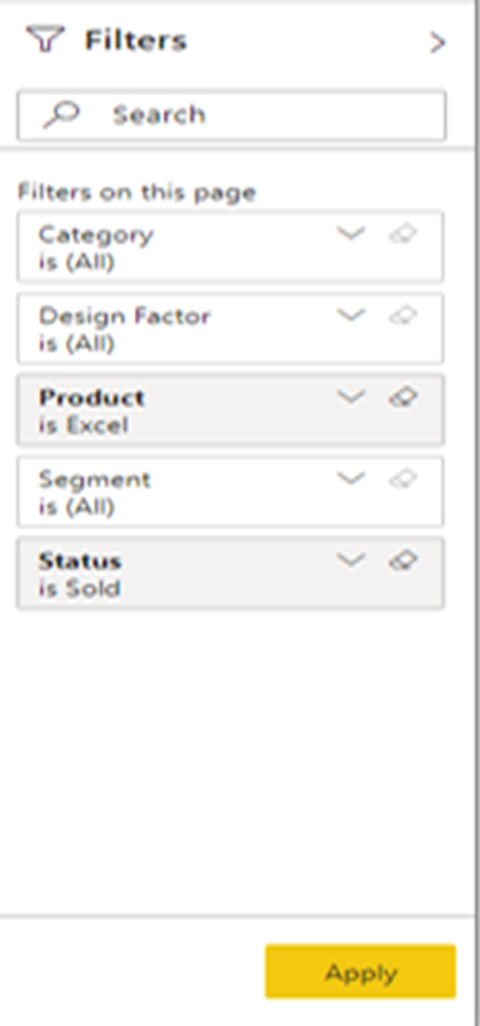 Filters
Search
Filters on this page
Category
is (All)
Design Factor
is (All)
Product
is Excel
Segment
is (All)
Status
is Sold
Apply